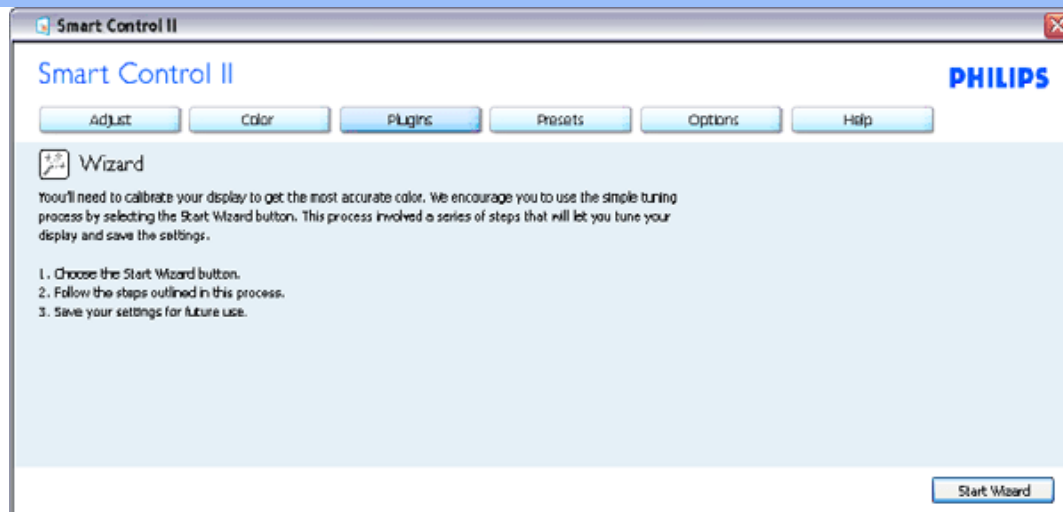 Smart Control II
Smart Control II
PHILIPS
Adjust Color Plugins Presets Options Help
Wizard
Yoou'll need to calibrate your display to get the most accurate color. We encourage you to use the simple tuning
process by selecting the Start Wizard button. This process involved a series of steps that will let you tune your
display and save the settings.
1. Choose the Start Wizard button.
2. Follow the steps outlined in this process.
3. Save your settings for future use.
Start Wizard